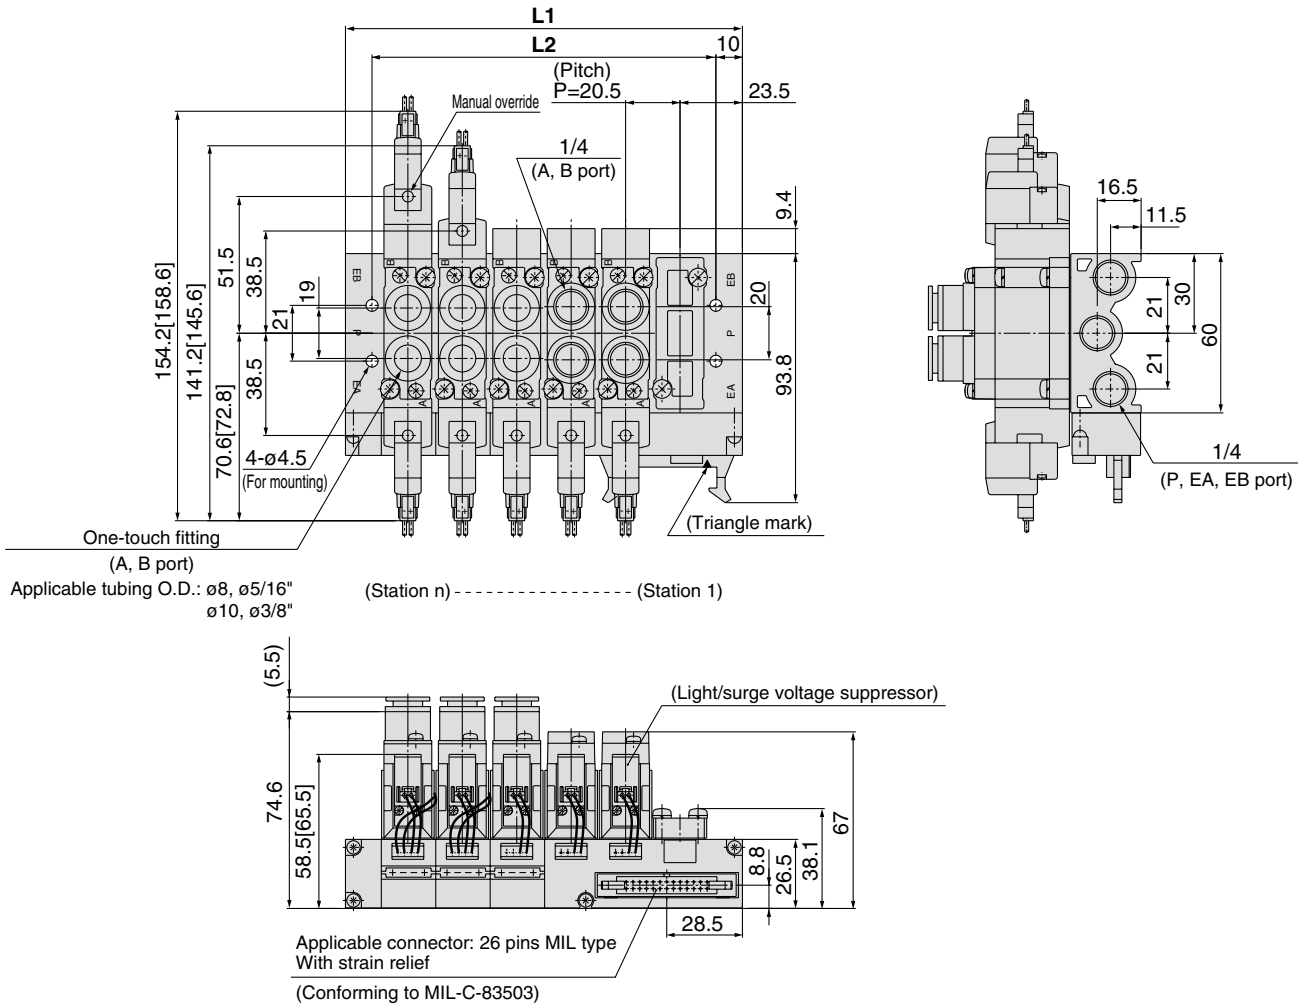 L1
L2
10
(Pitch)
P=20.5
23.5
Manual override
1/4
(A, B port)
9.4
16.5
11.5
154.2[158.6]
141.2[145.6]
51.5
38.5
19
21
38.5
70.6[72.8]
EB
P
EA
B
B
B
B
B
A
A
A
A
A
EB
P
EA
20
93.8
21
21
30
60
4-ø4.5
(For mounting)
1/4
(P, EA, EB port)
(Triangle mark)
One-touch fitting
(A, B port)
Applicable tubing O.D.: ø8, ø5/16"
ø10, ø3/8"
(Station n) - - - - - - - - - - - - - - - - - (Station 1)
(5.5)
74.6
58.5[65.5]
(Light/surge voltage suppressor)
8.8
26.5
38.1
67
28.5
Applicable connector: 26 pins MIL type
With strain relief
(Conforming to MIL-C-83503)